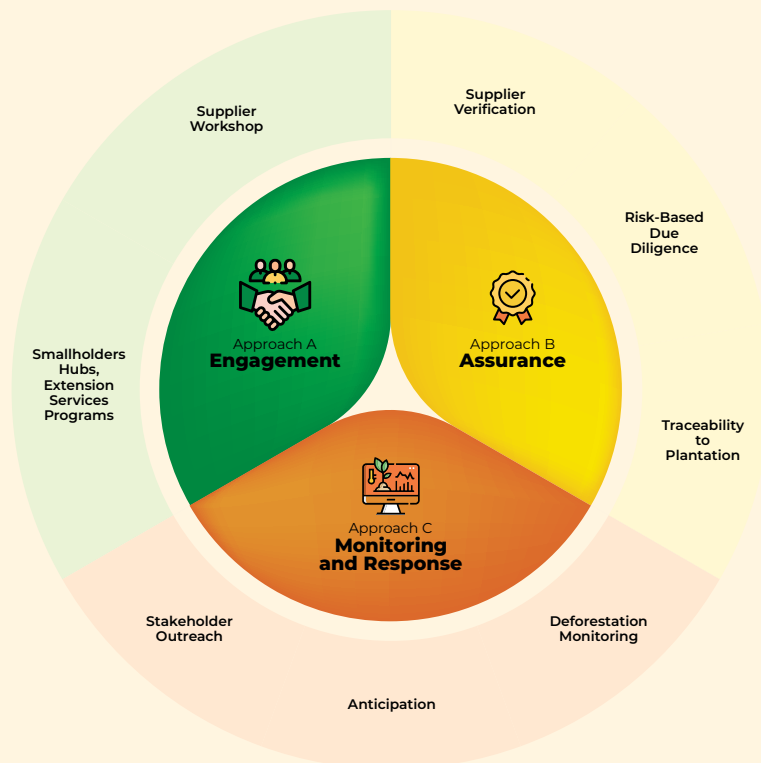 Supplier
Workshop
Supplier
Verification
Risk-Based
Due
Diligence
Approach A
Engagement
Approach B
Assurance
Smallholders
Hubs,
Extension
Services
Programs
Traceability
to
Plantation
Approach C
Monitoring
and Response
Stakeholder
Outreach
Deforestation
Monitoring
Anticipation